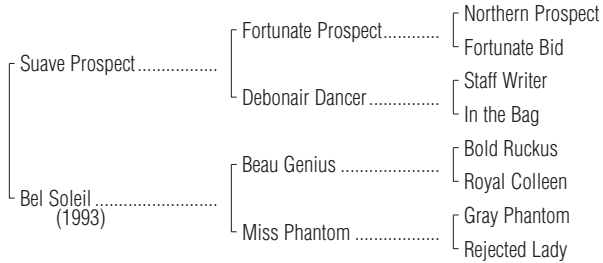 Northern Prospect
Fortunate Prospect............
Fortunate Bid
Suave Prospect.................
Staff Writer
Debonair Dancer...............
In the Bag
Bold Ruckus
Beau Genius .....................
Royal Colleen
Bel Soleil..........................
(1993)
Gray Phantom
Miss Phantom ..................
Rejected Lady